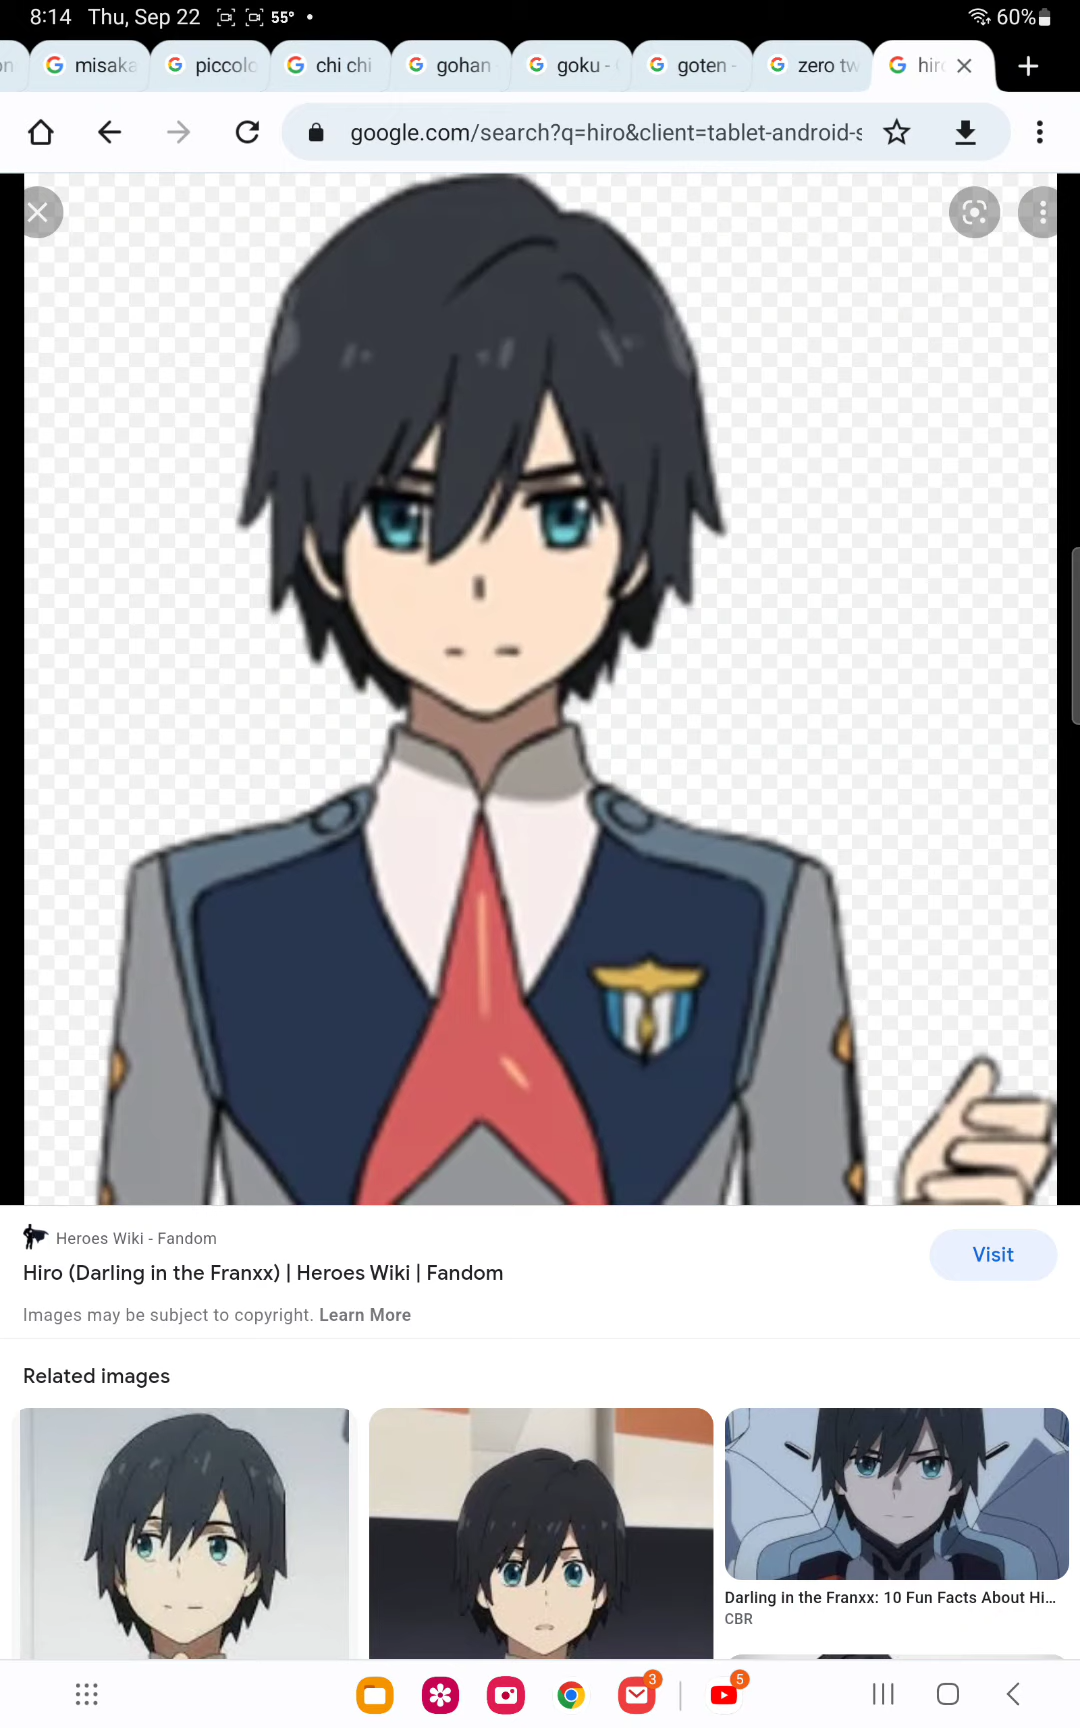 8:14 Thu, Sep 22 55° 60%
misaka piccolo chi chi gohan goku - goten - zero tw hiro
google.com/search?q=hiro&client=tablet-android-s
Heroes Wiki - Fandom
Hiro (Darling in the Franxx) | Heroes Wiki | Fandom
Visit
Images may be subject to copyright. Learn More
Related images
Darling in the Franxx: 10 Fun Facts About Hi...
CBR
3 5